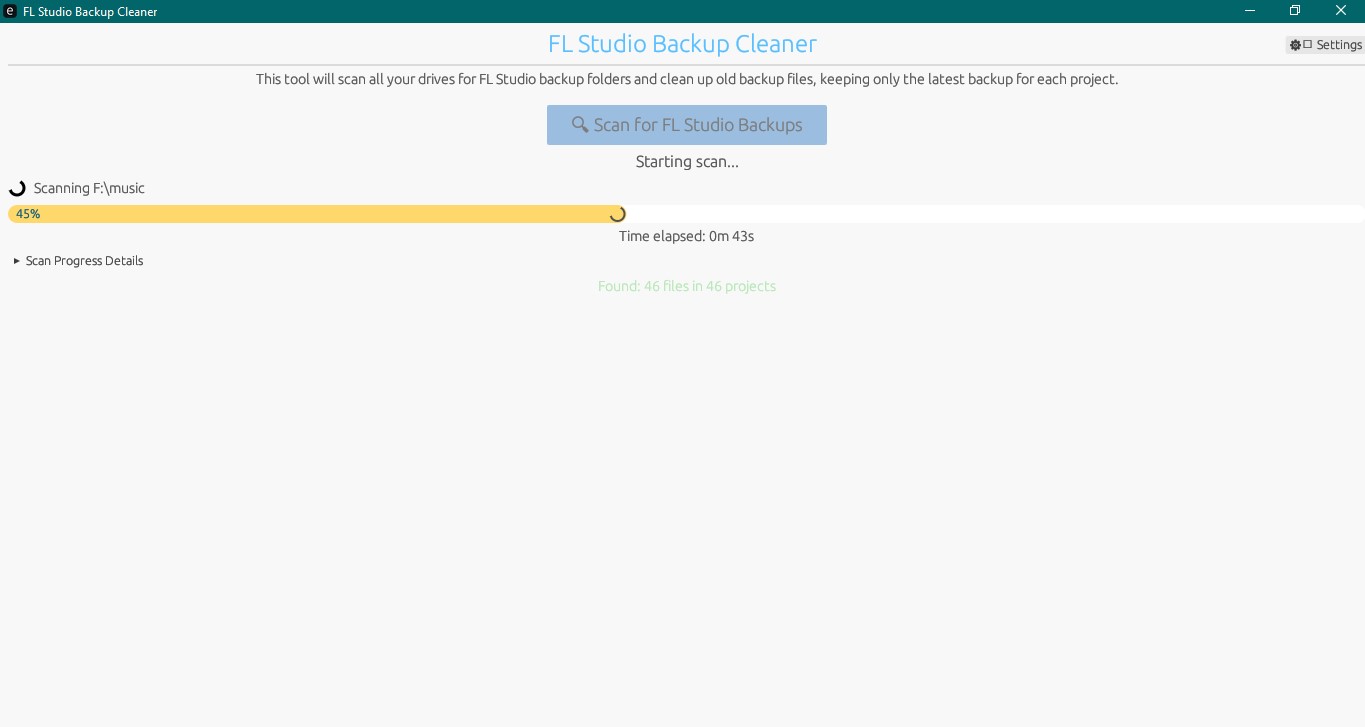 FL Studio Backup Cleaner
FL Studio Backup Cleaner
Settings
This tool will scan all your drives for FL Studio backup folders and clean up old backup files, keeping only the latest backup for each project.
Scan for FL Studio Backups
Starting scan...
Scanning F:\music
45%
Time elapsed: 0m 43s
Scan Progress Details
Found: 46 files in 46 projects